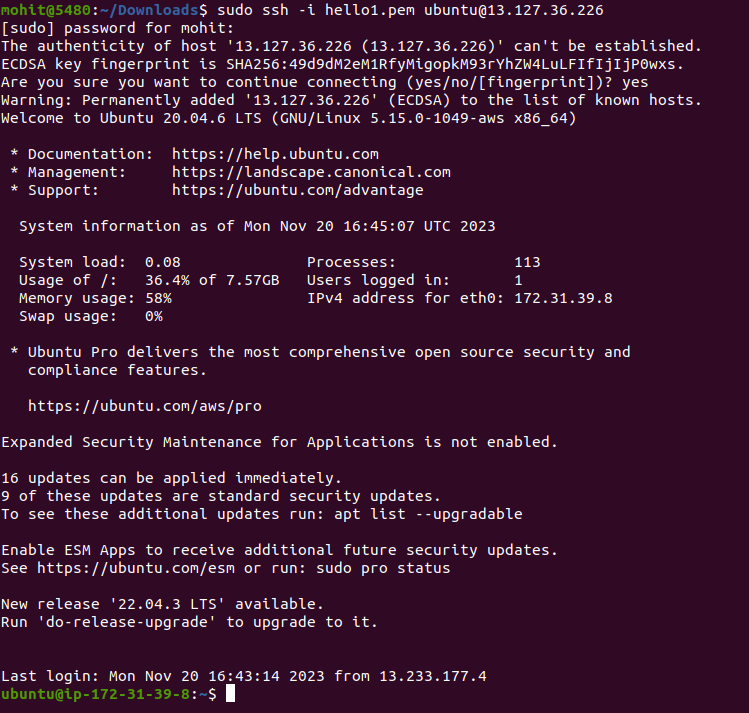 mohit@5480:~/Downloads$ sudo ssh -i hello1.pem ubuntu@13.127.36.226
[sudo] password for mohit:
The authenticity of host '13.127.36.226 (13.127.36.226)' can't be established.
ECDSA key fingerprint is SHA256:49d9dM2eM1RfyMigopkM93rYhZW4LuLFIfIjIjP0wxs.
Are you sure you want to continue connecting (yes/no/[fingerprint])? yes
Warning: Permanently added '13.127.36.226' (ECDSA) to the list of known hosts.
Welcome to Ubuntu 20.04.6 LTS (GNU/Linux 5.15.0-1049-aws x86_64)

 * Documentation:  https://help.ubuntu.com
 * Management:     https://landscape.canonical.com
 * Support:        https://ubuntu.com/advantage

  System information as of Mon Nov 20 16:45:07 UTC 2023

  System load:  0.08              Processes:             113
  Usage of /:   36.4% of 7.57GB   Users logged in:       1
  Memory usage: 58%               IPv4 address for eth0: 172.31.39.8
  Swap usage:   0%

 * Ubuntu Pro delivers the most comprehensive open source security and
   compliance features.

   https://ubuntu.com/aws/pro

Expanded Security Maintenance for Applications is not enabled.

16 updates can be applied immediately.
9 of these updates are standard security updates.
To see these additional updates run: apt list --upgradable

Enable ESM Apps to receive additional future security updates.
See https://ubuntu.com/esm or run: sudo pro status

New release '22.04.3 LTS' available.
Run 'do-release-upgrade' to upgrade to it.

Last login: Mon Nov 20 16:43:14 2023 from 13.233.177.4
ubuntu@ip-172-31-39-8:~$